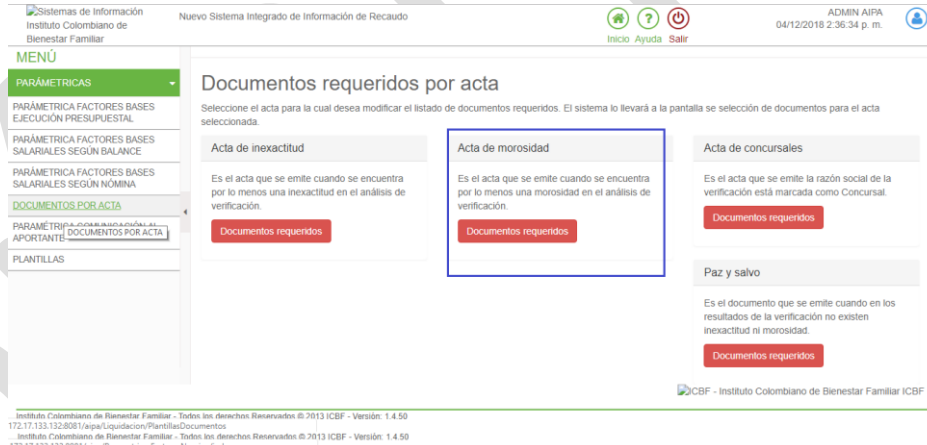 Sistemas de Información
Instituto Colombiano de
Bienestar Familiar
Nuevo Sistema Integrado de Información de Recaudo
Inicio Ayuda Salir
ADMIN AIPA
04/12/2018 2:36:34 p. m.
MENÚ
PARÁMETRICAS
PARÁMETRICA FACTORES BASES
EJECUCIÓN PRESUPUESTAL
PARÁMETRICA FACTORES BASES
SALARIALES SEGÚN BALANCE
PARÁMETRICA FACTORES BASES
SALARIALES SEGÚN NÓMINA
DOCUMENTOS POR ACTA
PARAMÉTRICA COMUNICACIÓN AL
APORTANTE
DOCUMENTOS POR ACTA
PLANTILLAS
Documentos requeridos por acta
Seleccione el acta para la cual desea modificar el listado de documentos requeridos. El sistema lo llevará a la pantalla se selección de documentos para el acta
seleccionada.
Acta de inexactitud
Es el acta que se emite cuando se encuentra
por lo menos una inexactitud en el análisis de
verificación.
Documentos requeridos
Acta de morosidad
Es el acta que se emite cuando se encuentra
por lo menos una morosidad en el análisis de
verificación.
Documentos requeridos
Acta de concursales
Es el acta que se emite la razón social de la
verificación está marcada como Concursal.
Documentos requeridos
Paz y salvo
Es el documento que se emite cuando en los
resultados de la verificación no existen
inexactitud ni morosidad.
Documentos requeridos
ICBF - Instituto Colombiano de Bienestar Familiar ICBF
Instituto Colombiano de Bienestar Familiar - Todos los derechos Reservados © 2013 ICBF - Versión: 1.4.50
172.17.133.132:8081/aipa/Liquidacion/PlantillasDocumentos
Instituto Colombiano de Bienestar Familiar - Todos los derechos Reservados © 2013 ICBF - Versión: 1.4.50